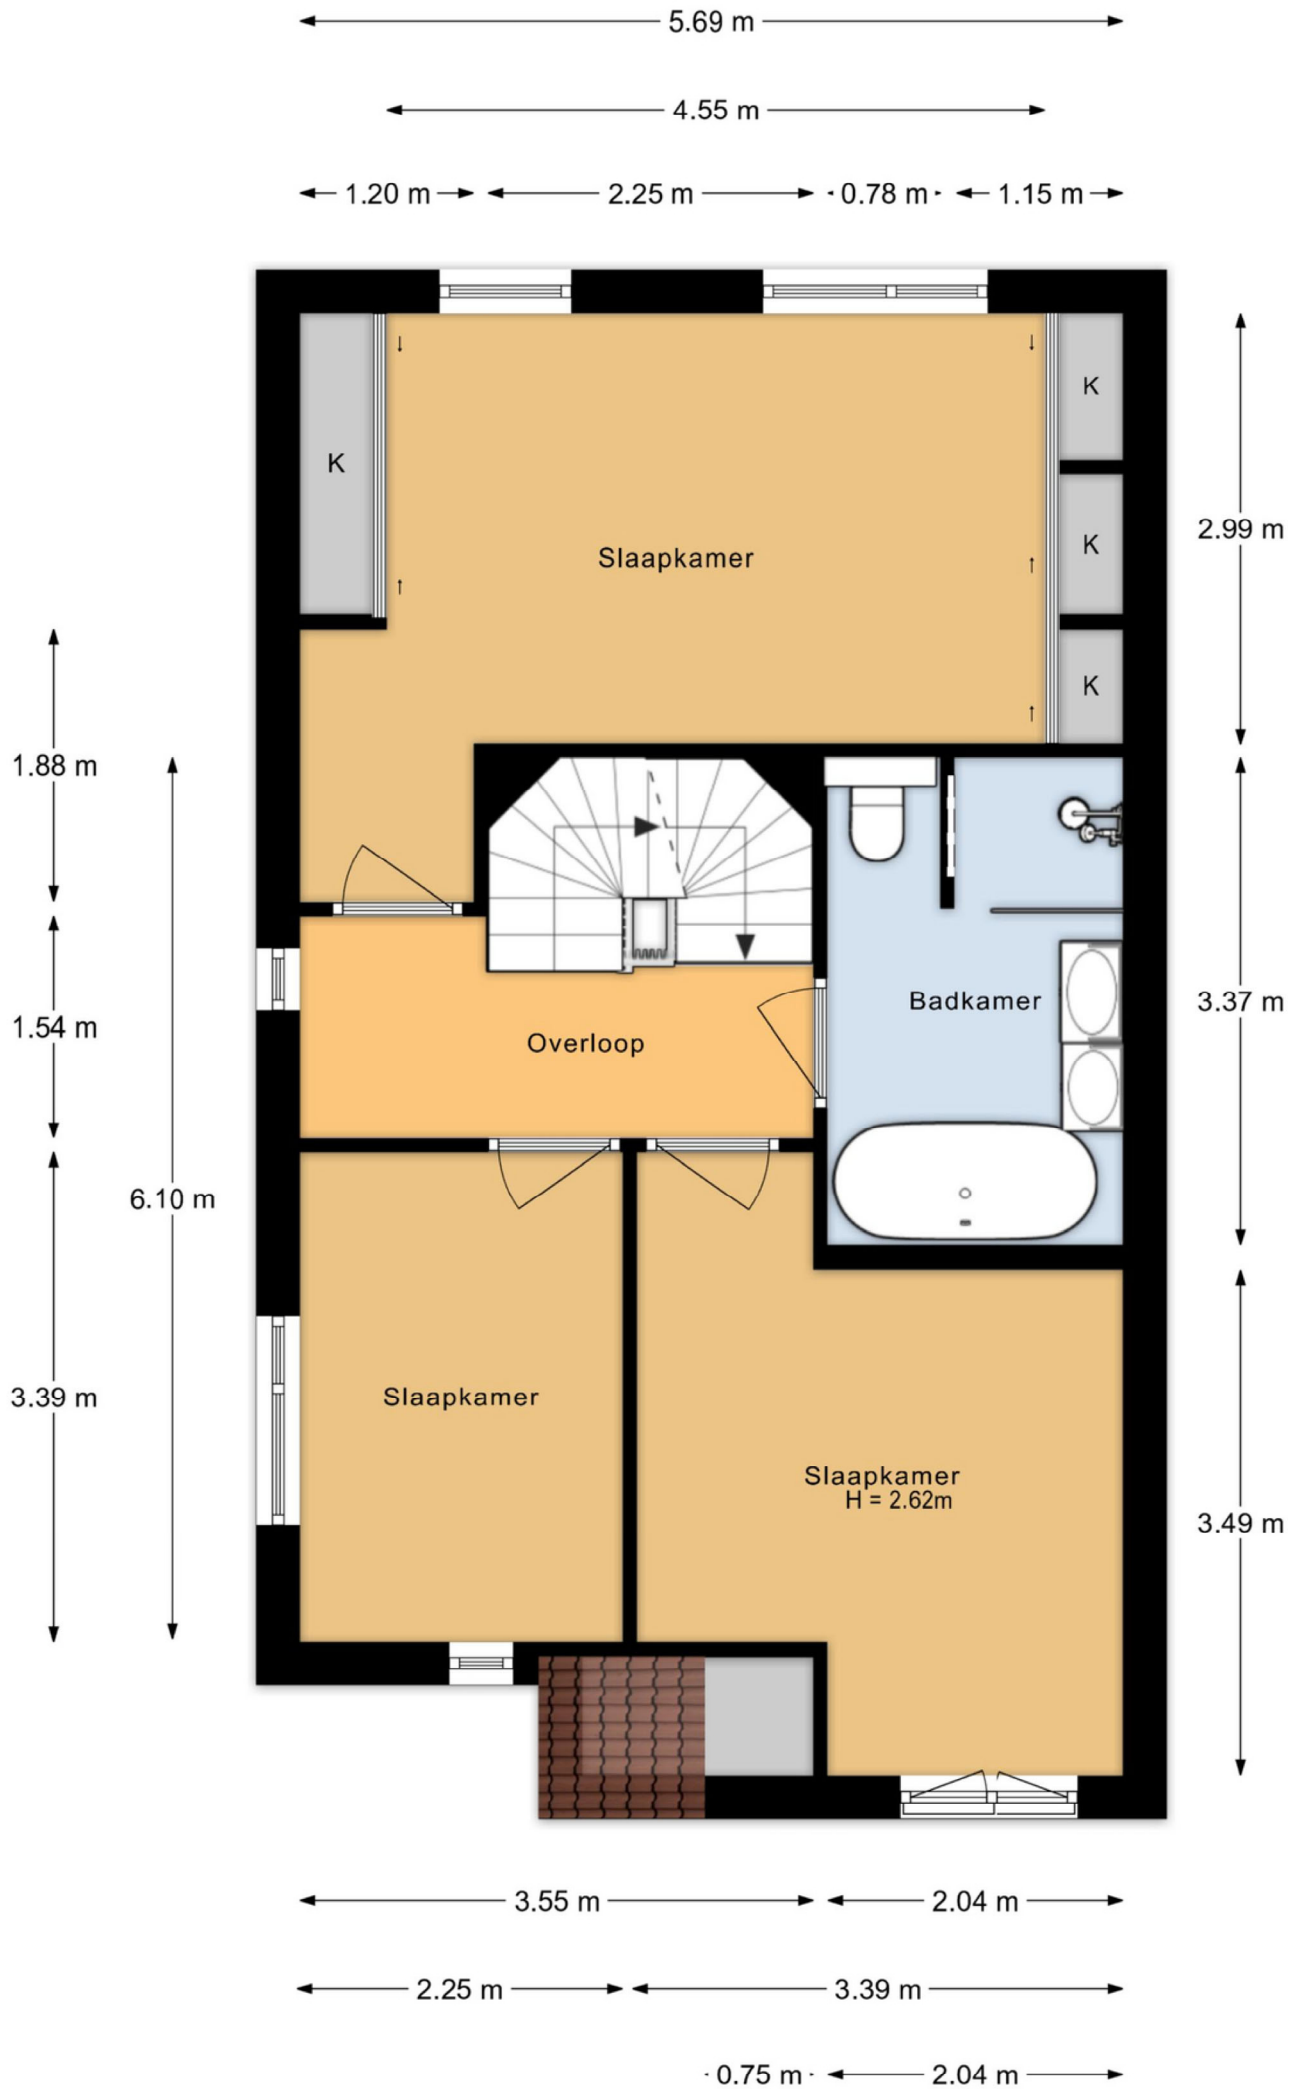 5.69 m
4.55 m
1.20 m
2.25 m
0.78 m
1.15 m
K
K
K
K
Slaapkamer
2.99 m
1.88 m
1.54 m
6.10 m
3.39 m
Badkamer
3.37 m
Overloop
Slaapkamer
Slaapkamer
H = 2.62m
3.49 m
3.55 m
2.04 m
2.25 m
3.39 m
0.75 m
2.04 m